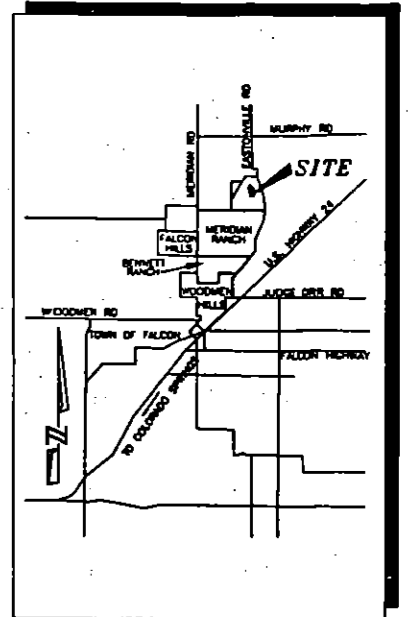 MERIDIAN RD
EASTONVILLE RD
MURPHY RD
SITE
U.S. HIGHWAY 24
MERIDIAN
RANCH
FALCON
HILLS
BENNETT
RANCH
WOODMEN
HILLS
JUDGE ORR RD
WOODMEN RD
TOWN OF FALCON
FALCON HIGHWAY
TO COLORADO SPRINGS
N